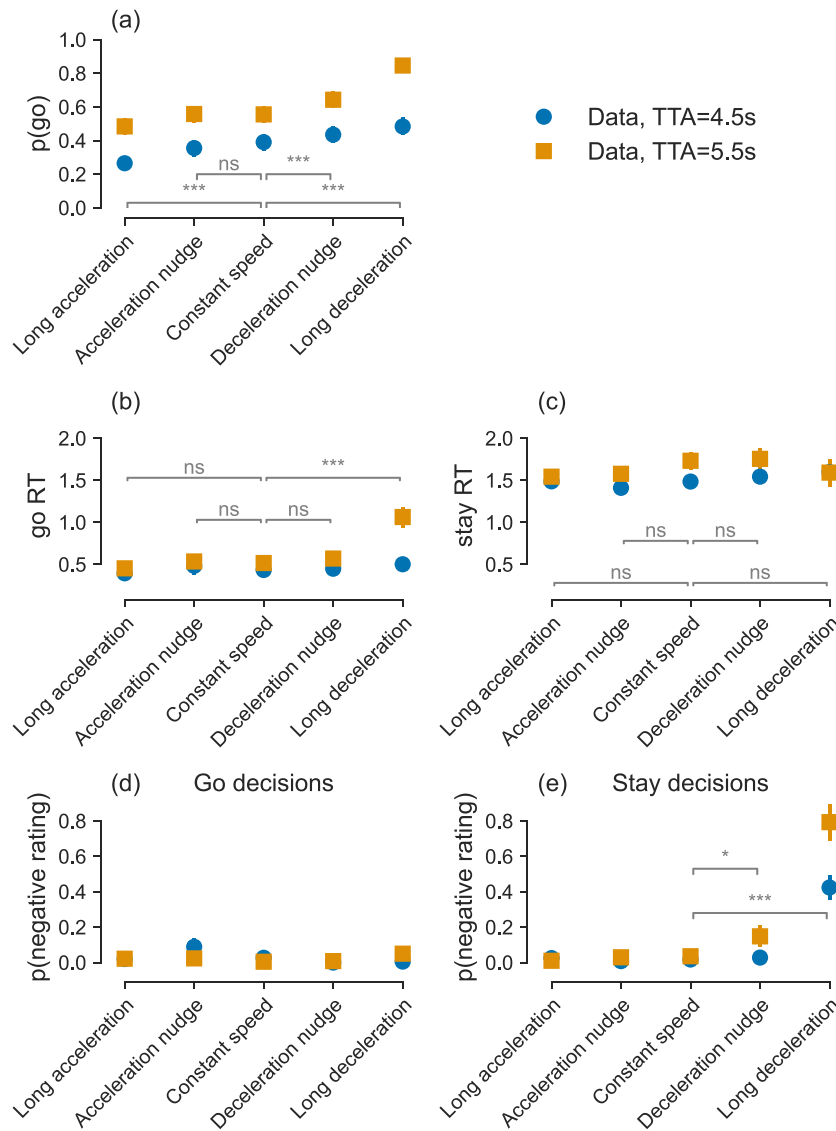 (a)
p(go)
1.0
0.8
0.6
0.4
0.2
0.0
ns
***
***
***
Long acceleration
Acceleration nudge
Constant speed
Deceleration nudge
Long deceleration
Data, TTA=4.5s
Data, TTA=5.5s
(b)
go RT
2.0
1.5
1.0
0.5
ns
***
ns
ns
Long acceleration
Acceleration nudge
Constant speed
Deceleration nudge
Long deceleration
(c)
stay RT
2.0
1.5
1.0
0.5
ns
ns
ns
ns
Long acceleration
Acceleration nudge
Constant speed
Deceleration nudge
Long deceleration
(d) Go decisions
p(negative rating)
0.8
0.6
0.4
0.2
0.0
Long acceleration
Acceleration nudge
Constant speed
Deceleration nudge
Long deceleration
(e) Stay decisions
p(negative rating)
0.8
0.6
0.4
0.2
0.0
*
***
Long acceleration
Acceleration nudge
Constant speed
Deceleration nudge
Long deceleration